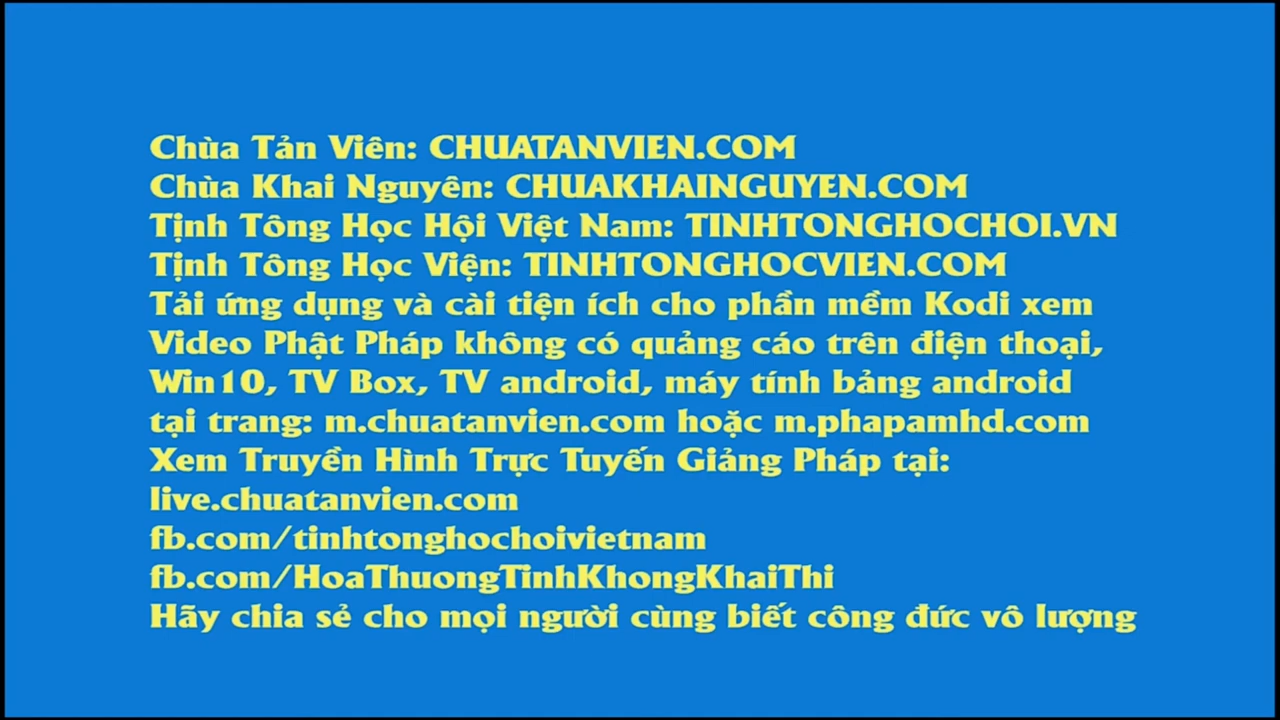 Chùa Tản Viên: CHUATANVIEN.COM
Chùa Khai Nguyên: CHUAKHAINGUYEN.COM
Tịnh Tông Học Hội Việt Nam: TINHTONGHOCHOI.VN
Tịnh Tông Học Viện: TINHTONGHOCVIEN.COM
Tải ứng dụng và cài tiện ích cho phần mềm Kodi xem
Video Phật Pháp không có quảng cáo trên điện thoại,
Win10, TV Box, TV android, máy tính bảng android
tại trang: m.chuatanvien.com hoặc m.phapamhd.com
Xem Truyền Hình Trực Tuyến Giảng Pháp tại:
live.chuatanvien.com
fb.com/tinhtonghochoivietnam
fb.com/HoaThuongTinhKhongKhaiThi
Hãy chia sẻ cho mọi người cùng biết công đức vô lượng